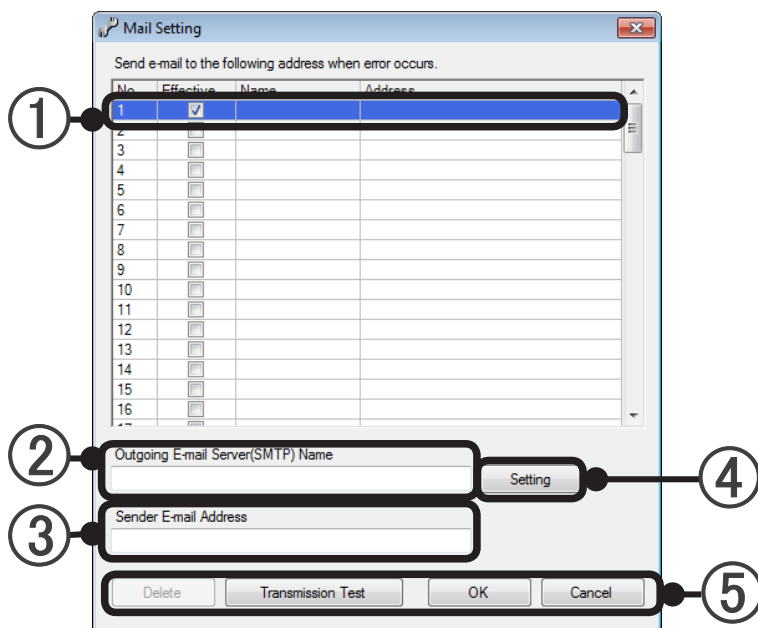 Mail Setting
Send e-mail to the following address when error occurs.
No. Effective Name Address
① 1
2
3
4
5
6
7
8
9
10
11
12
13
14
15
16
17
② Outgoing E-mail Server(SMTP) Name
Setting ④
③ Sender E-mail Address
Delete Transmission Test OK Cancel ⑤